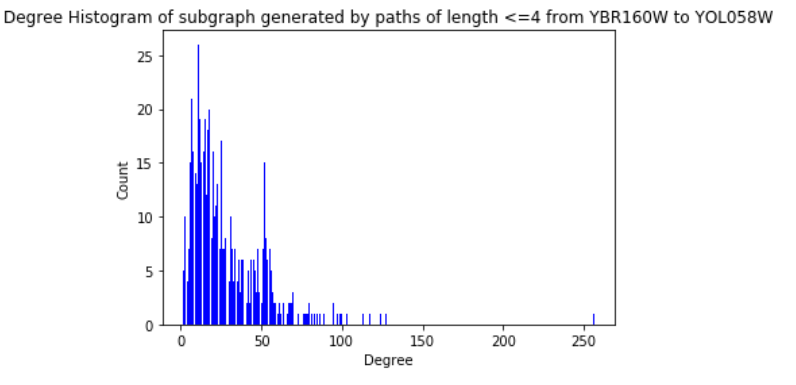 Degree Histogram of subgraph generated by paths of length <=4 from YBR160W to YOL058W
25
20
15
10
5
0
Count
0 50 100 150 200 250
Degree